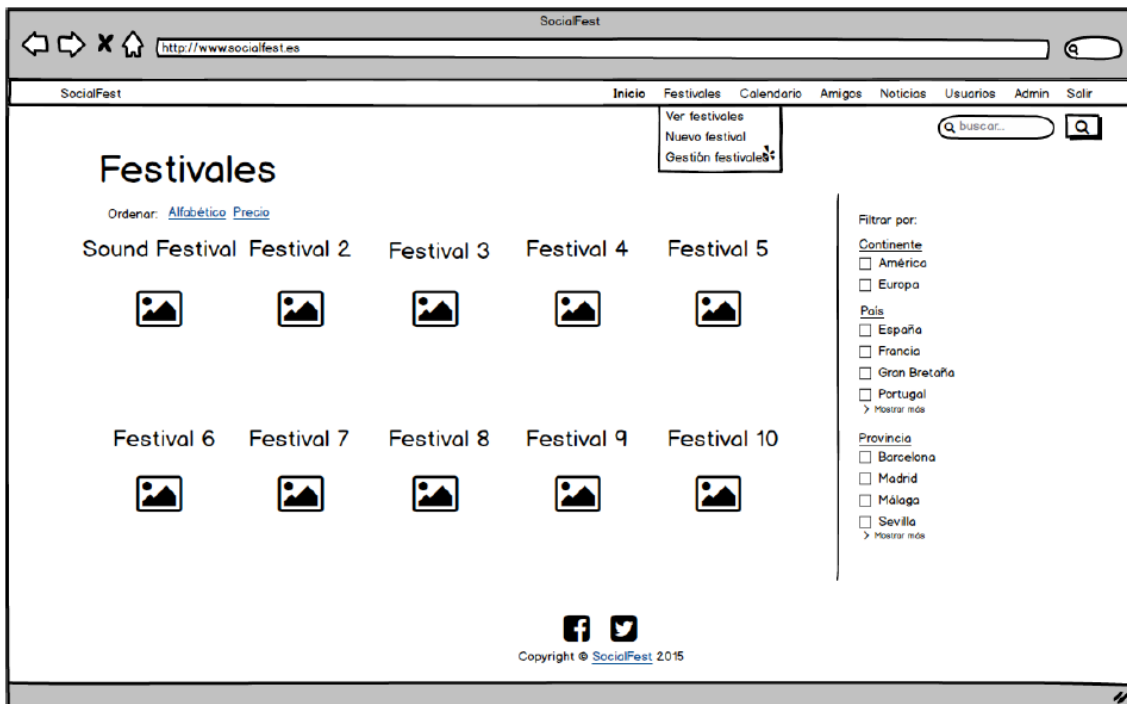 SocialFest
http://www.socialfest.es
SocialFest Inicio Festivales Calendario Amigos Noticias Usuarios Admin Salir
Ver festivales
Nuevo festival
Gestión festivales
buscar...
Festivales
Ordenar: Alfabético Precio
Sound Festival Festival 2 Festival 3 Festival 4 Festival 5
Festival 6 Festival 7 Festival 8 Festival 9 Festival 10
Filtrar por:
Continente
América
Europa
País
España
Francia
Gran Bretaña
Portugal
Mostrar más
Provincia
Barcelona
Madrid
Málaga
Sevilla
Mostrar más
Copyright © SocialFest 2015